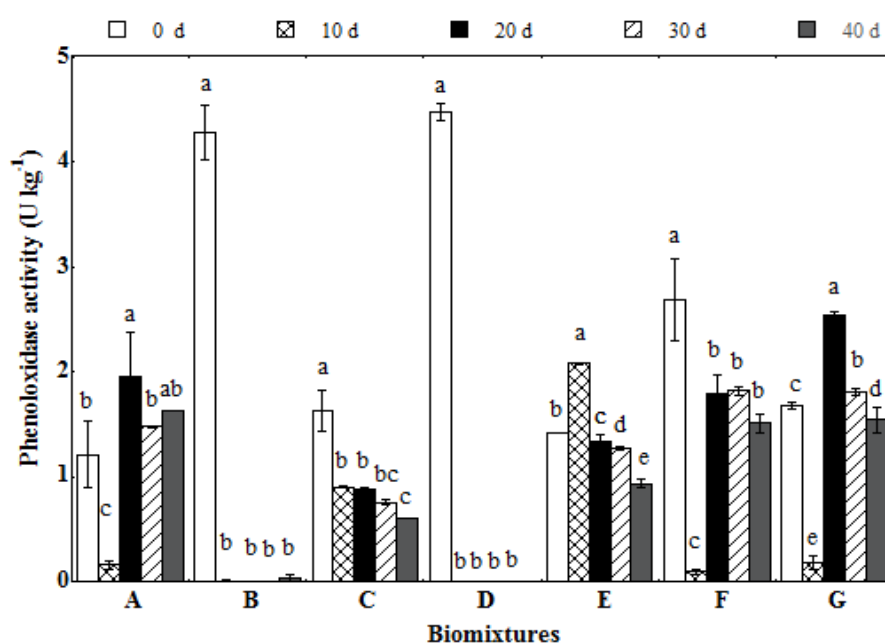 0 d 10 d 20 d 30 d 40 d
Phenoloxidase activity (U kg-1)
5
4
3
2
1
0
b c a b ab
a b b b b
a b b bc c
a b b b b
b a c d e
a c b b b
c e a b d
A B C D E F G
Biomixtures